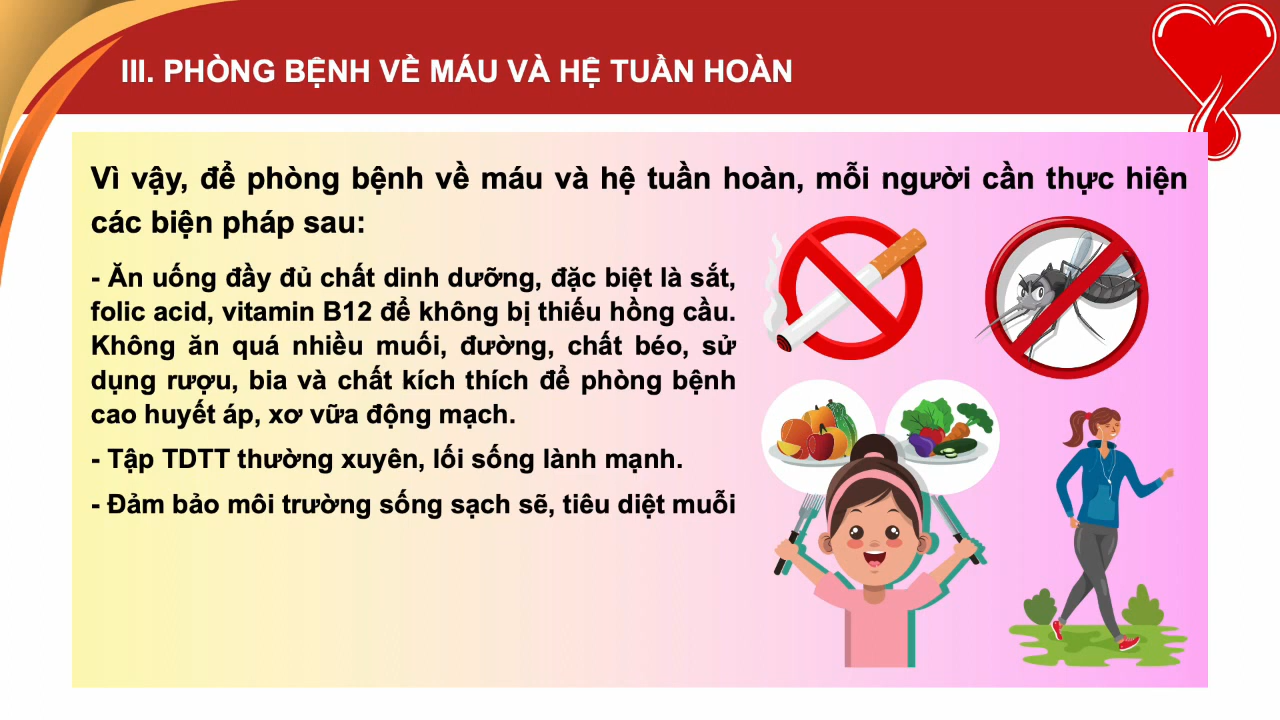 III. PHÒNG BỆNH VỀ MÁU VÀ HỆ TUẦN HOÀN
Vì vậy, để phòng bệnh về máu và hệ tuần hoàn, mỗi người cần thực hiện
các biện pháp sau:
- Ăn uống đầy đủ chất dinh dưỡng, đặc biệt là sắt,
folic acid, vitamin B12 để không bị thiếu hồng cầu.
Không ăn quá nhiều muối, đường, chất béo, sử
dụng rượu, bia và chất kích thích để phòng bệnh
cao huyết áp, xơ vữa động mạch.
- Tập TDTT thường xuyên, lối sống lành mạnh.
- Đảm bảo môi trường sống sạch sẽ, tiêu diệt muỗi